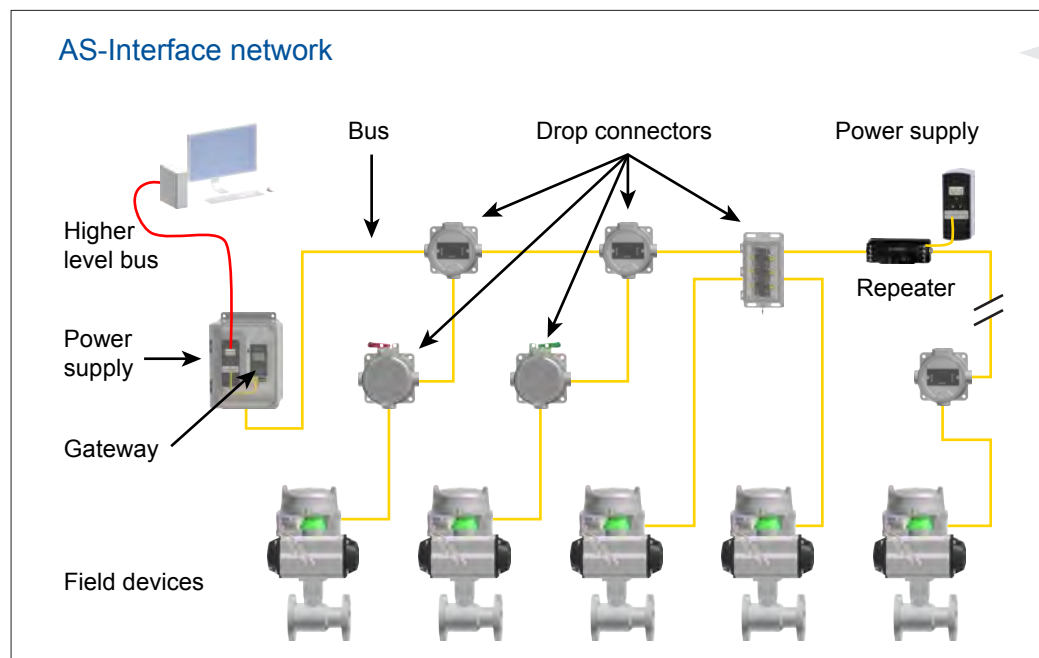 AS-Interface network
Bus
Drop connectors
Power supply
Higher
level bus
Repeater
Power
supply
Gateway
Field devices